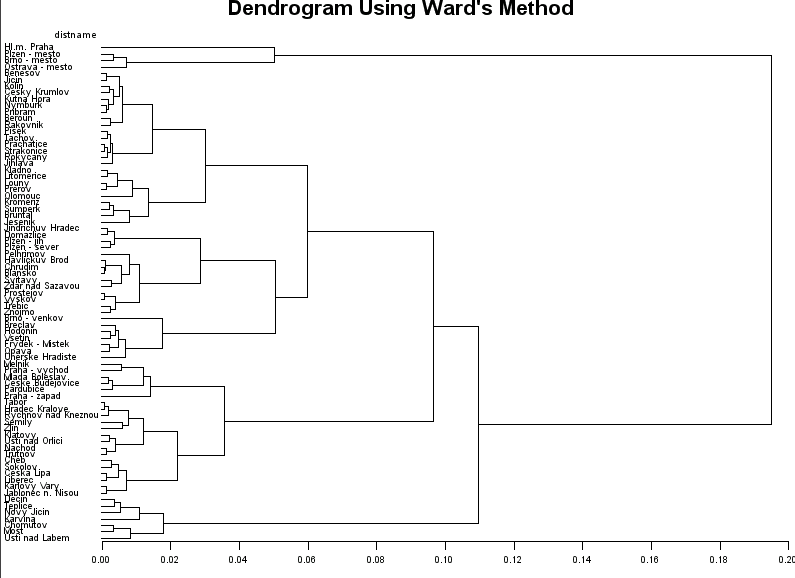 Dendrogram Using Ward's Method
distname
Hl.m. Praha
Plzen - mesto
Brno - mesto
Ostrava - mesto
Benesov
Jicin
Kolin
Cesky Krumlov
Kutna Hora
Nymburk
Pribram
Beroun
Rakovnik
Pisek
Tachov
Prachatice
Strakonice
Rokycany
Jihlava
Kladno
Litomerice
Louny
Prerov
Olomouc
Kromeriz
Sumperk
Bruntal
Jesenik
Jindrichuv Hradec
Domazlice
Plzen - jih
Plzen - sever
Pelhrimov
Havlickuv Brod
Chrudim
Blansko
Svitavy
Zdar nad Sazavou
Prostejov
Vyskov
Trebic
Znojmo
Brno - venkov
Breclav
Hodonin
Vsetin
Frydek - Mistek
Opava
Uherske Hradiste
Melnik
Praha - vychod
Mlada Boleslav
Ceske Budejovice
Pardubice
Praha - zapad
Tabor
Hradec Kralove
Rychnov nad Kneznou
Semily
Zlin
Klatovy
Usti nad Orlici
Nachod
Trutnov
Cheb
Sokolov
Ceska Lipa
Liberec
Karlovy Vary
Jablonec n. Nisou
Decin
Teplice
Novy Jicin
Karvina
Chomutov
Most
Usti nad Labem
0.00 0.02 0.04 0.06 0.08 0.10 0.12 0.14 0.16 0.18 0.20